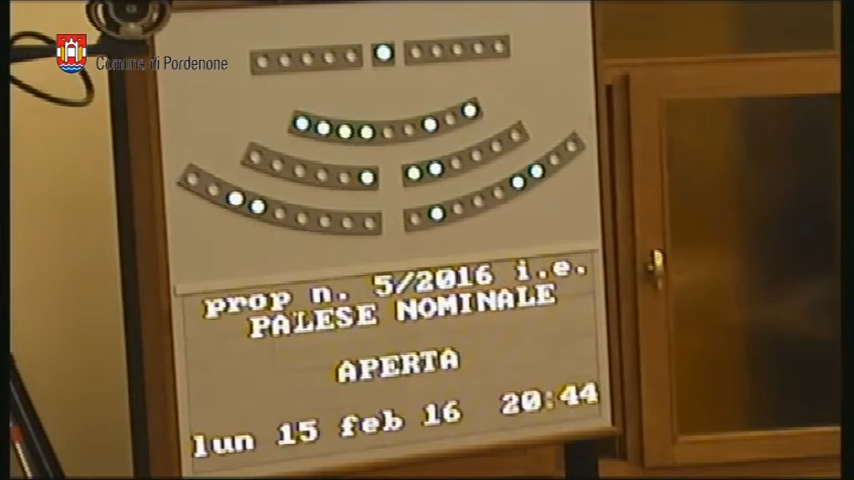 Comune di Pordenone
prop n. 5/2016 i.e.
PALESE NOMINALE
APERTA
lun 15 feb 16 20:44